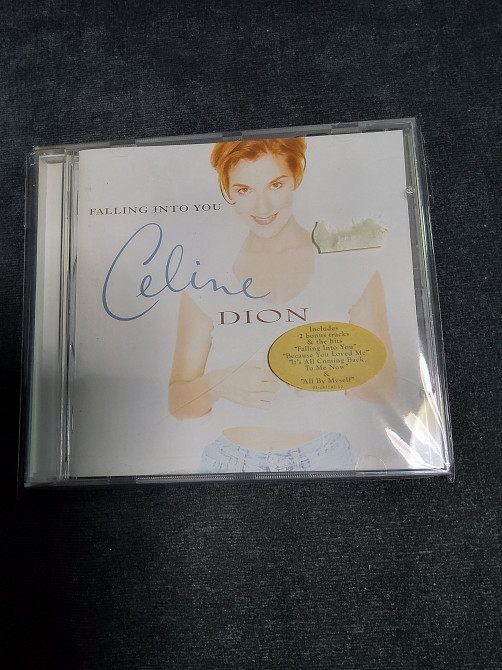 FALLING INTO YOU
Celine
DION
Includes
2 bonus tracks
& the hits
"Falling Into You"
"Because You Loved Me"
"It's All Coming Back
To Me Now"
&
"All By Myself"